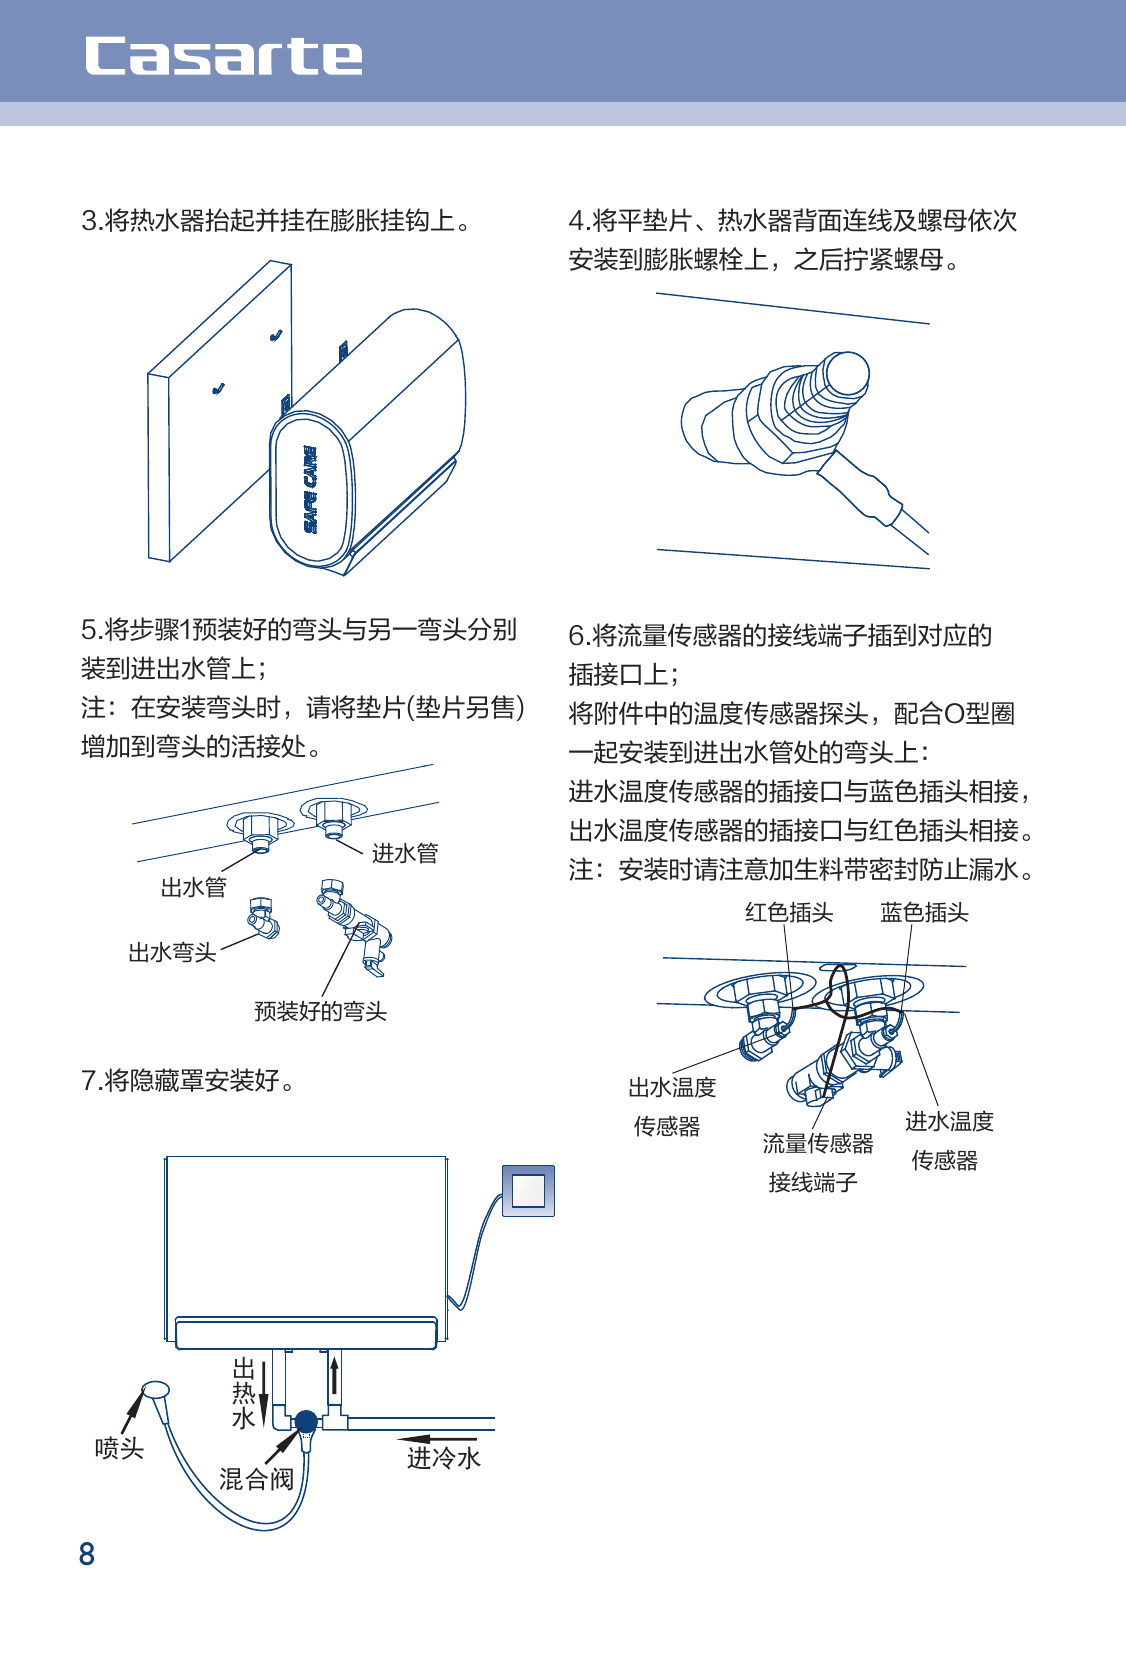 Casarte
3.将热水器抬起并挂在膨胀挂钩上。
SAFE CARE
4.将平垫片、热水器背面连线及螺母依次
安装到膨胀螺栓上，之后拧紧螺母。
5.将步骤1预装好的弯头与另一弯头分别
装到进出水管上；
注：在安装弯头时，请将垫片(垫片另售)
增加到弯头的活接处。
进水管
出水管
出水弯头
预装好的弯头
6.将流量传感器的接线端子插到对应的
插接口上；
将附件中的温度传感器探头，配合O型圈
一起安装到进出水管处的弯头上：
进水温度传感器的插接口与蓝色插头相接，
出水温度传感器的插接口与红色插头相接。
注：安装时请注意加生料带密封防止漏水。
红色插头 蓝色插头
出水温度
传感器
流量传感器
接线端子
进水温度
传感器
7.将隐藏罩安装好。
出
热
水
喷头
混合阀
进冷水
8